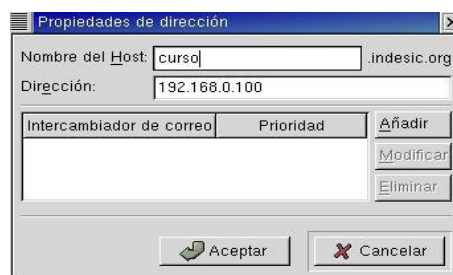 Propiedades de dirección
Nombre del Host: curso .indesic.org
Dirección: 192.168.0.100
Intercambiador de correo Prioridad Añadir
Modificar
Eliminar
Aceptar Cancelar